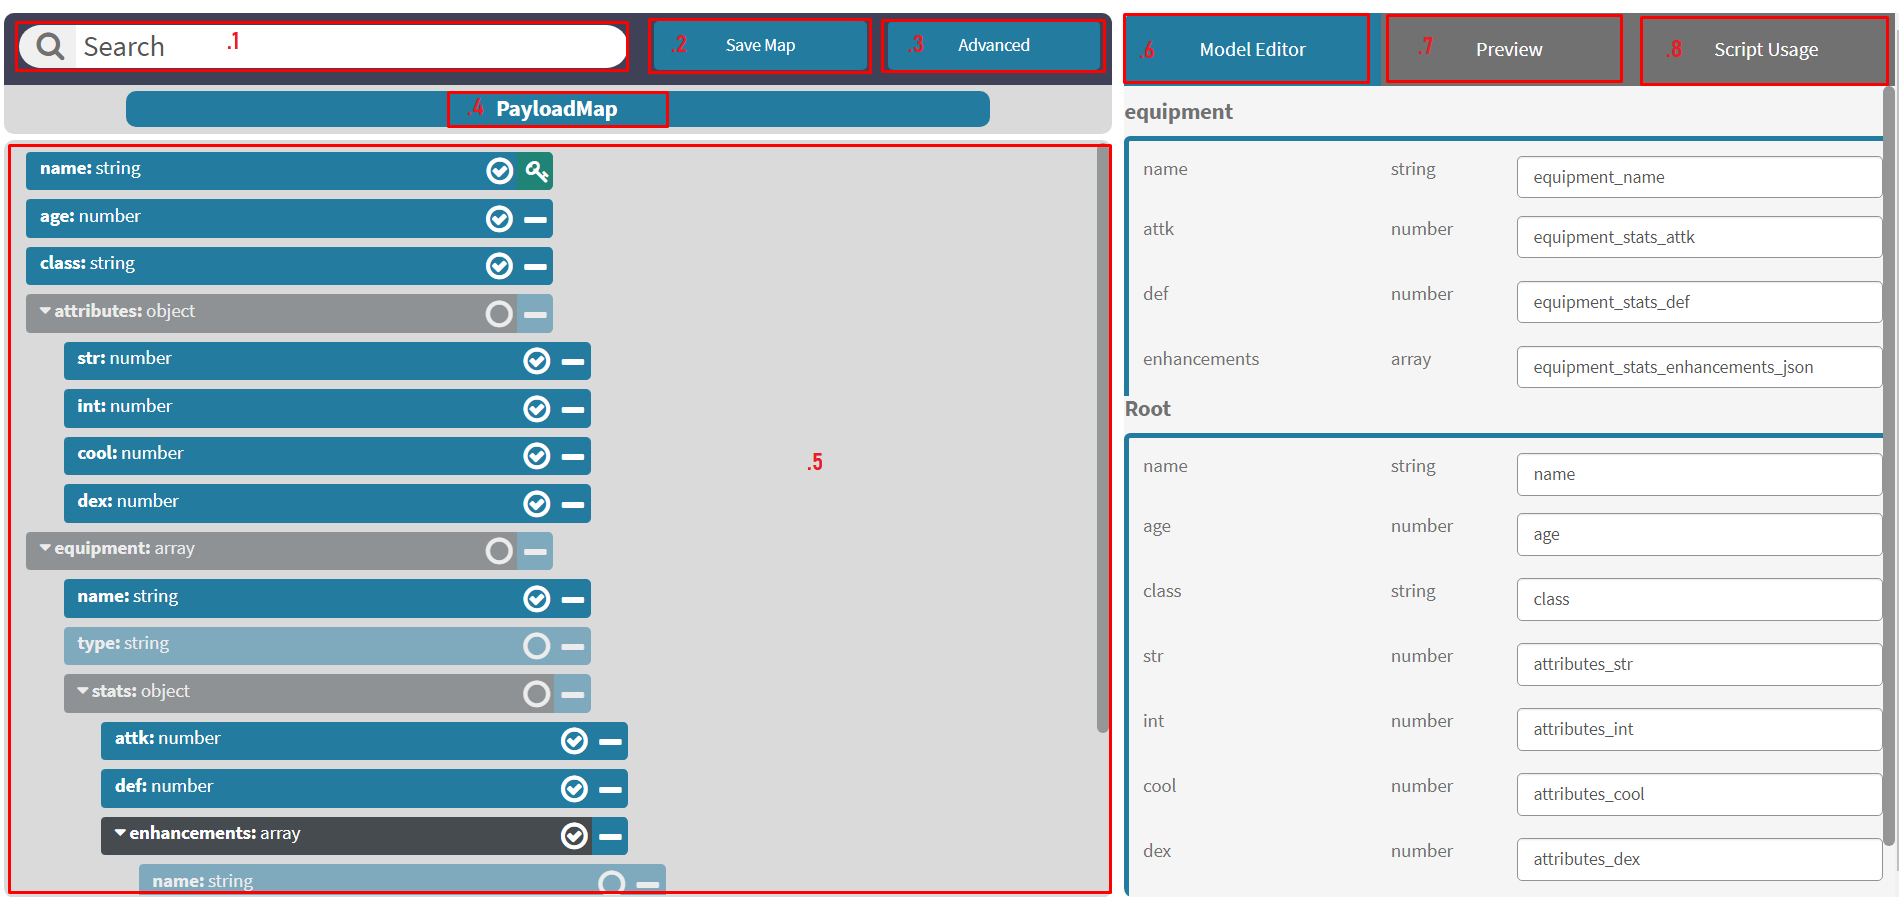 Search .1
.2 Save Map
.3 Advanced
.4 PayloadMap
name: string
age: number
class: string
attributes: object
str: number
int: number
cool: number
dex: number
equipment: array
name: string
type: string
stats: object
attk: number
def: number
enhancements: array
name: string
.5
.6 Model Editor
.7 Preview
.8 Script Usage
equipment
name string equipment_name
attk number equipment_stats_attk
def number equipment_stats_def
enhancements array equipment_stats_enhancements_json
Root
name string name
age number age
class string class
str number attributes_str
int number attributes_int
cool number attributes_cool
dex number attributes_dex